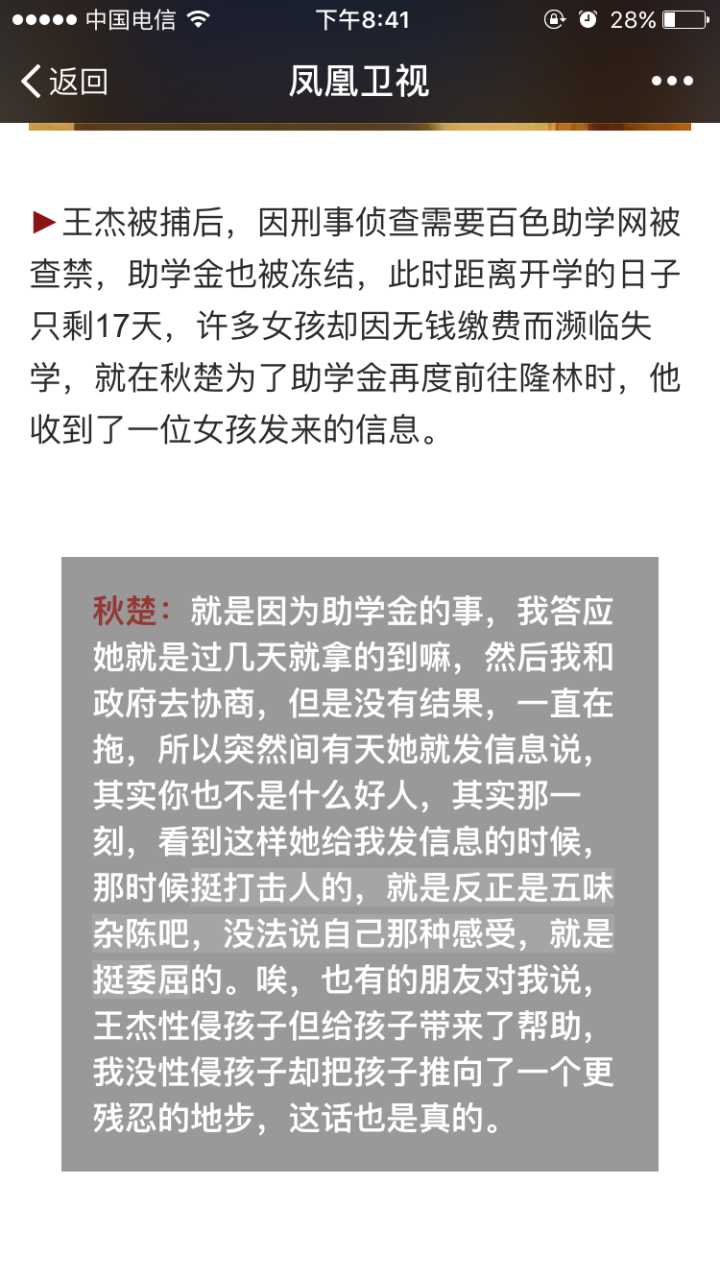 中国电信
下午8:41
28%
返回
凤凰卫视
▶王杰被捕后，因刑事侦查需要百色助学网被
查禁，助学金也被冻结，此时距离开学的日子
只剩17天，许多女孩却因无钱缴费而濒临失
学，就在秋楚为了助学金再度前往隆林时，他
收到了一位女孩发来的信息。
秋楚：就是因为助学金的事，我答应
她就是过几天就拿的到嘛，然后我和
政府去协商，但是没有结果，一直在
拖，所以突然间有天她就发信息说，
其实你也不是什么好人，其实那一
刻，看到这样她给我发信息的时候，
那时候挺打击人的，就是反正是五味
杂陈吧，没法说自己那种感受，就是
挺委屈的。唉，也有的朋友对我说，
王杰性侵孩子但给孩子带来了帮助，
我没性侵孩子却把孩子推向了一个更
残忍的地步，这话也是真的。